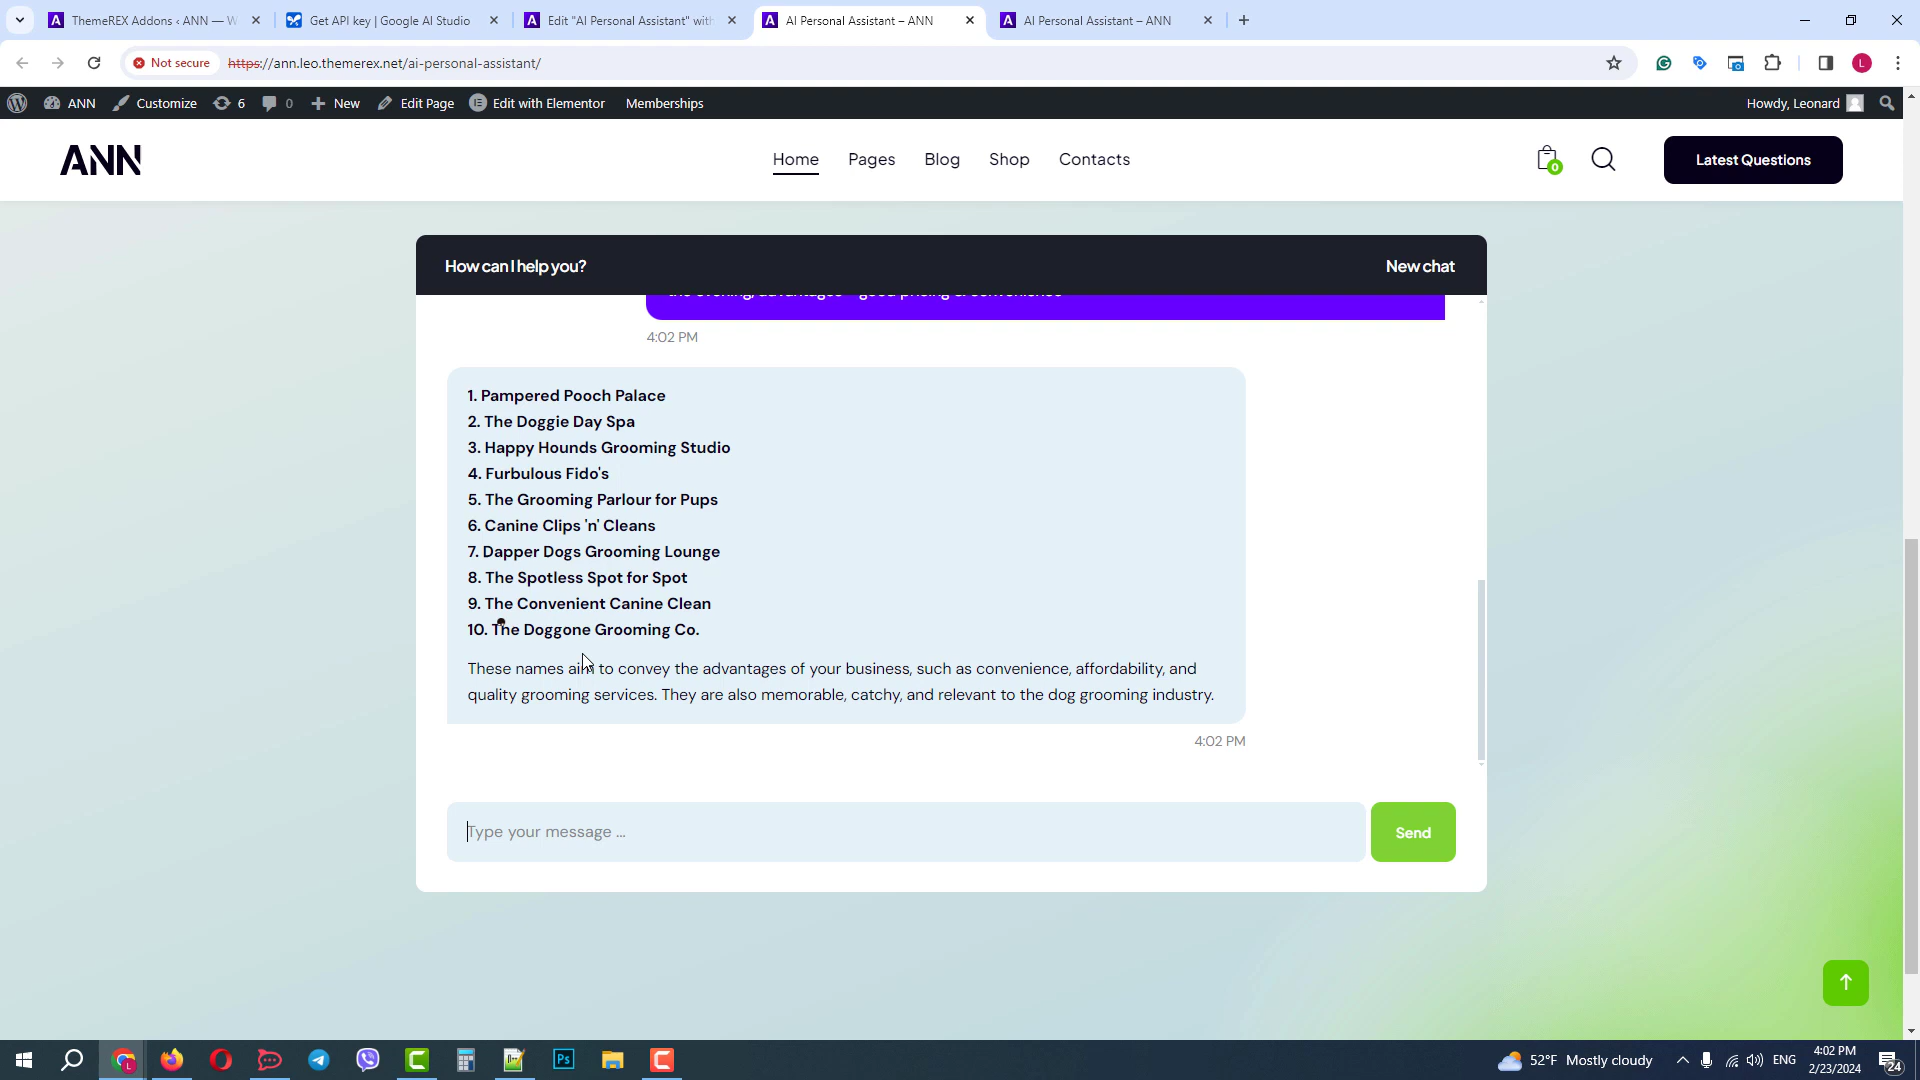 ThemeREX Addons ‹ ANN — W
Get API key | Google AI Studio
Edit "AI Personal Assistant" with
AI Personal Assistant – ANN
AI Personal Assistant – ANN
Not secure
https://ann.leo.themerex.net/ai-personal-assistant/
L
ANN
Customize
6
0
New
Edit Page
Edit with Elementor
Memberships
Howdy, Leonard
ANN
Home
Pages
Blog
Shop
Contacts
0
Latest Questions
How can I help you?
New chat
4:02 PM
1. Pampered Pooch Palace
2. The Doggie Day Spa
3. Happy Hounds Grooming Studio
4. Furbulous Fido's
5. The Grooming Parlour for Pups
6. Canine Clips 'n' Cleans
7. Dapper Dogs Grooming Lounge
8. The Spotless Spot for Spot
9. The Convenient Canine Clean
10. The Doggone Grooming Co.
These names aim to convey the advantages of your business, such as convenience, affordability, and
quality grooming services. They are also memorable, catchy, and relevant to the dog grooming industry.
4:02 PM
Type your message ...
Send
L
Ps
52°F Mostly cloudy
ENG
4:02 PM
2/23/2024
24